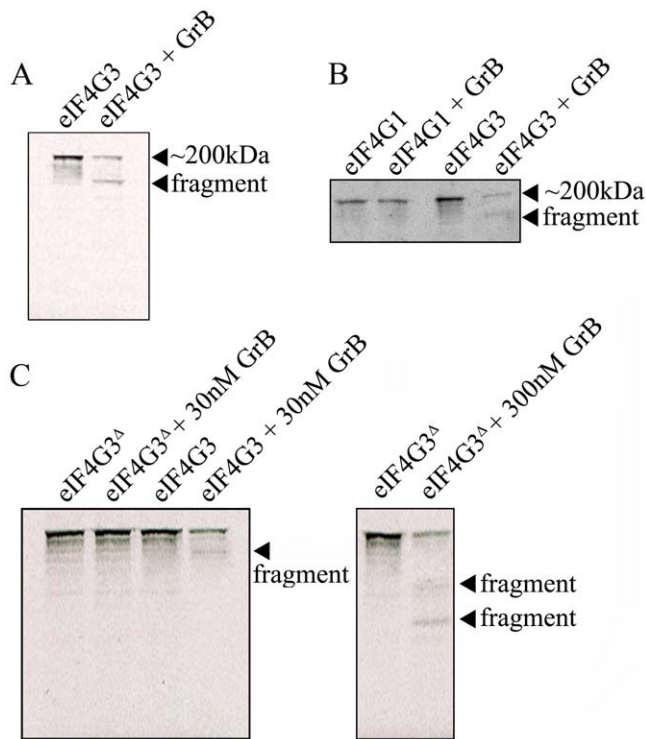 A
eIF4G3
eIF4G3 + GrB
◄~200kDa
◄fragment
B
eIF4G1
eIF4G1 + GrB
eIF4G3
eIF4G3 + GrB
◄~200kDa
◄fragment
C
eIF4G3Δ
eIF4G3Δ + 30nM GrB
eIF4G3
eIF4G3 + 30nM GrB
◄
fragment
eIF4G3Δ
eIF4G3Δ + 300nM GrB
◄fragment
◄fragment